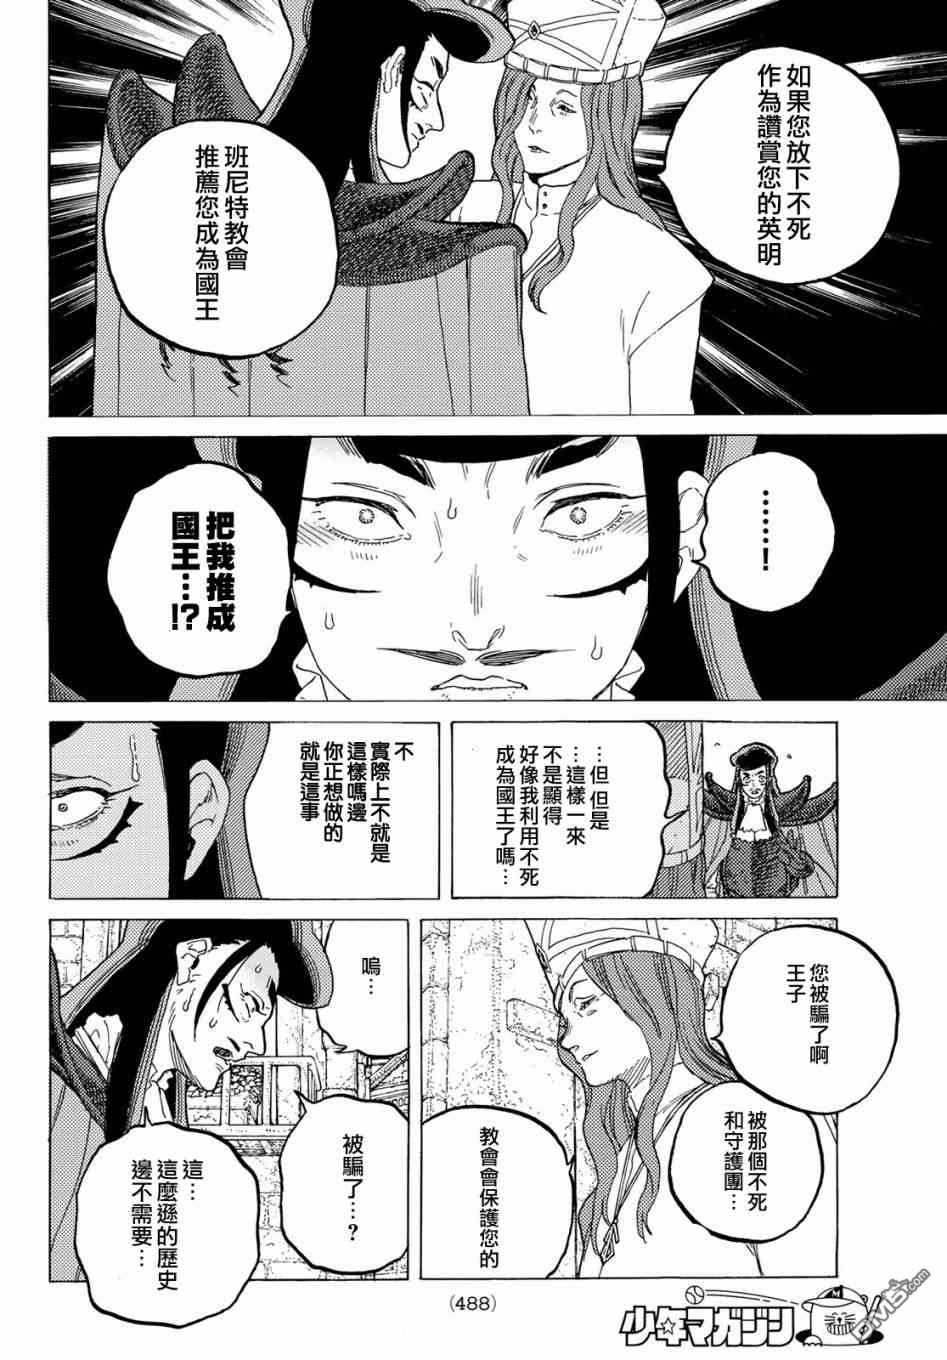 如果您放下不死
作為讚賞您的英明
班尼特教會
推薦您成為國王
………!
把我推成
國王…!?
…但 但是
…這樣一來
不是顯得
好像我利用不死
成為國王了嗎…
不
實際上不就是
這樣嗎邊
你正想做的
就是這事
您被騙了啊
王子
被那個不死
和守護團…
教會會保護您的
嗚…
被騙了…?
這…
這麼遜的歷史
邊不需要…
(488)
少年マガジン